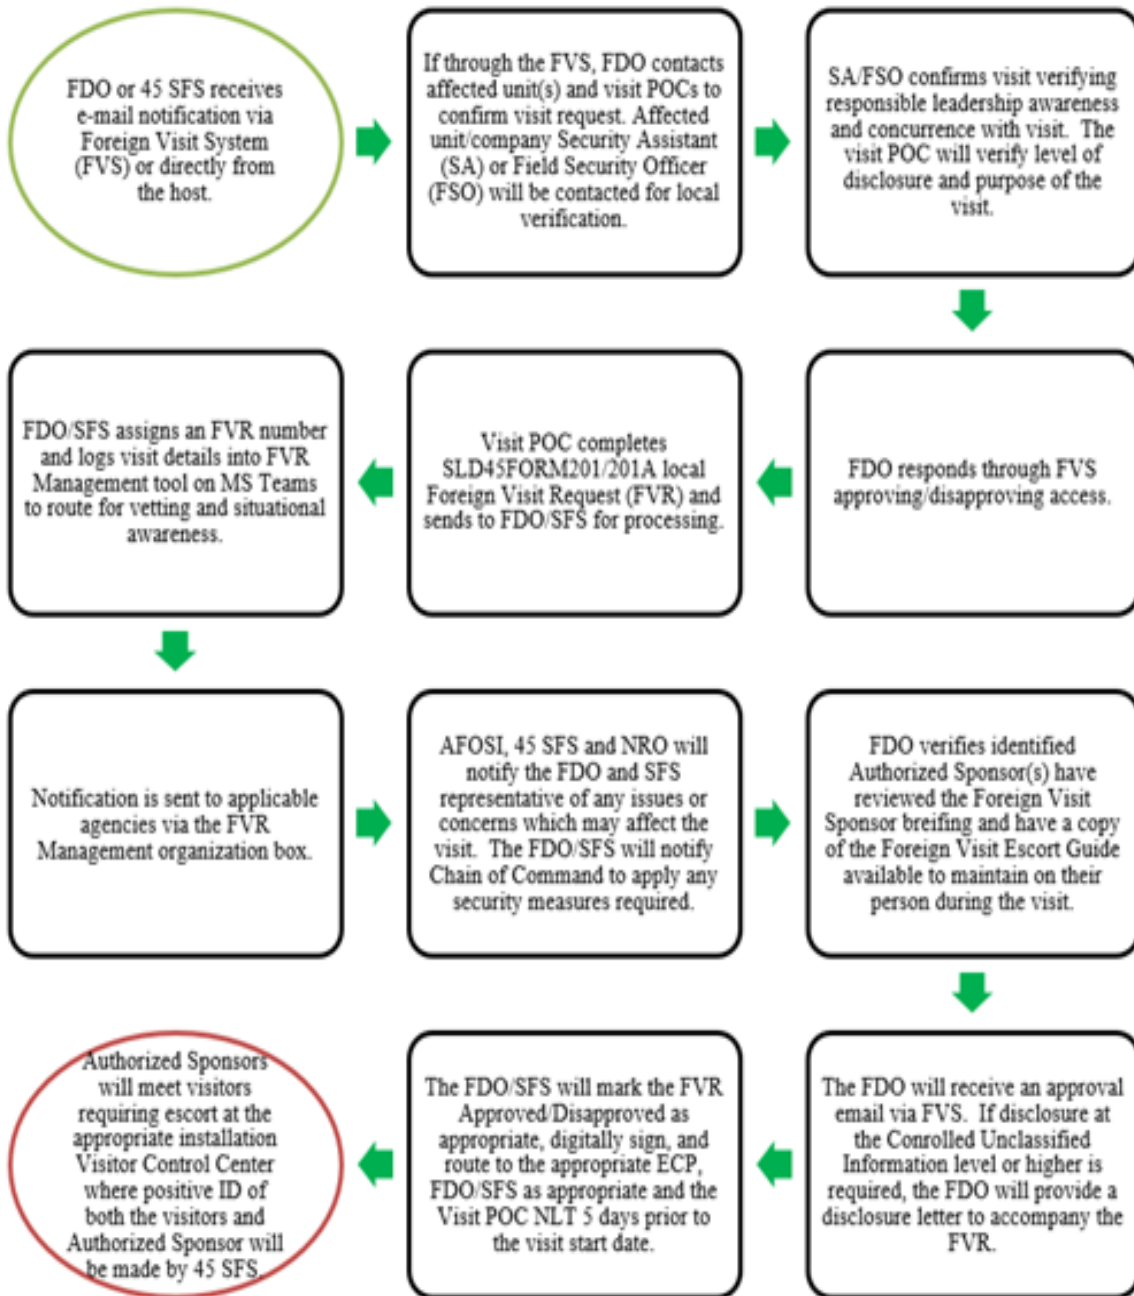 FDO or 45 SFS receives
e-mail notification via
Foreign Visit System
(FVS) or directly from
the host.
If through the FVS, FDO contacts
affected unit(s) and visit POCs to
confirm visit request. Affected
unit/company Security Assistant
(SA) or Field Security Officer
(FSO) will be contacted for local
verification.
SA/FSO confirms visit verifying
responsible leadership awareness
and concurrence with visit. The
visit POC will verify level of
disclosure and purpose of the
visit.
FDO responds through FVS
approving/disapproving access.
Visit POC completes
SLD45FORM201/201A local
Foreign Visit Request (FVR) and
sends to FDO/SFS for processing.
FDO/SFS assigns an FVR number
and logs visit details into FVR
Management tool on MS Teams
to route for vetting and situational
awareness.
Notification is sent to applicable
agencies via the FVR
Management organization box.
AFOSI, 45 SFS and NRO will
notify the FDO and SFS
representative of any issues or
concerns which may affect the
visit. The FDO/SFS will notify
Chain of Command to apply any
security measures required.
FDO verifies identified
Authorized Sponsor(s) have
reviewed the Foreign Visit
Sponsor breifing and have a copy
of the Foreign Visit Escort Guide
available to maintain on their
person during the visit.
The FDO will receive an approval
email via FVS. If disclosure at
the Conrolled Unclassified
Information level or higher is
required, the FDO will provide a
disclosure letter to accompany the
FVR.
The FDO/SFS will mark the FVR
Approved/Disapproved as
appropriate, digitally sign, and
route to the appropriate ECP,
FDO/SFS as appropriate and the
Visit POC NLT 5 days prior to
the visit start date.
Authorized Sponsors
will meet visitors
requiring escort at the
appropriate installation
Visitor Control Center
where positive ID of
both the visitors and
Authorized Sponsor will
be made by 45 SFS.